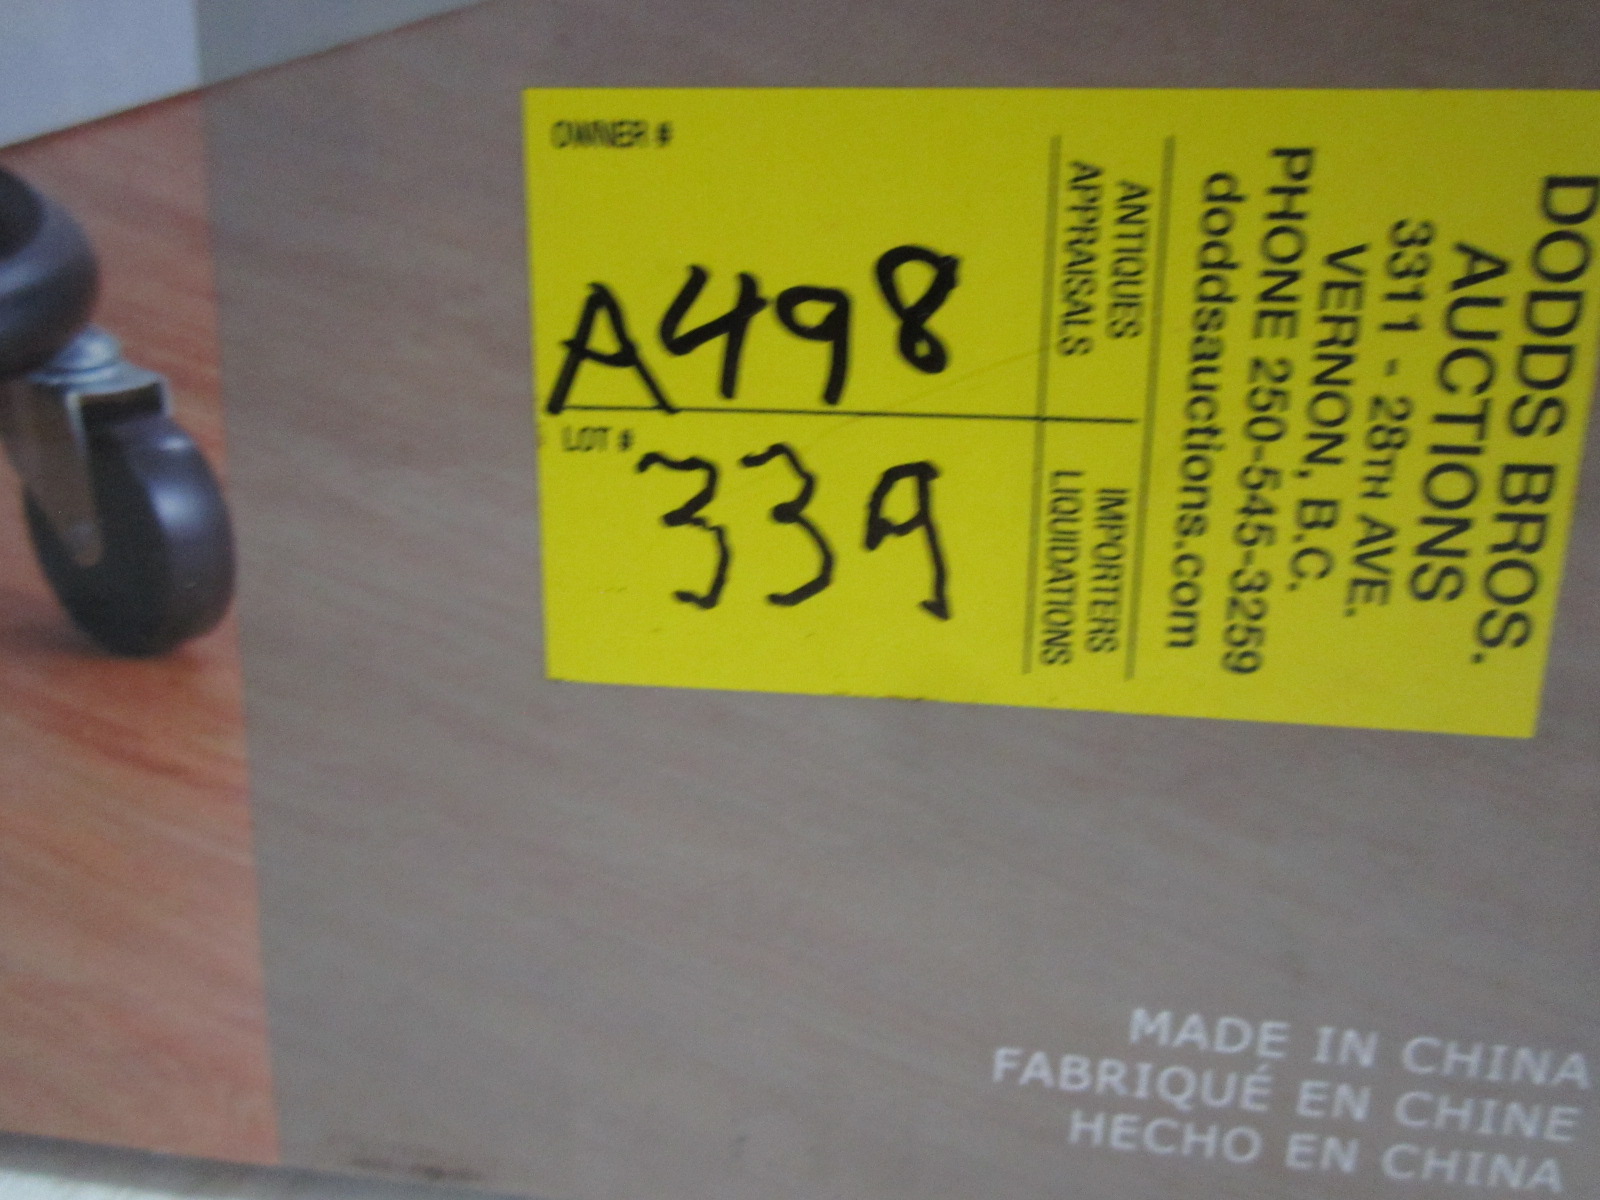 DODDS BROS.
AUCTIONS
3311 - 28TH AVE.
VERNON, B.C.
PHONE 250-545-3259
doddsauctions.com
ANTIQUES
APPRAISALS
IMPORTERS
LIQUIDATIONS
OWNER #
A498
LOT #
339
MADE IN CHINA
FABRIQUÉ EN CHINE
HECHO EN CHINA